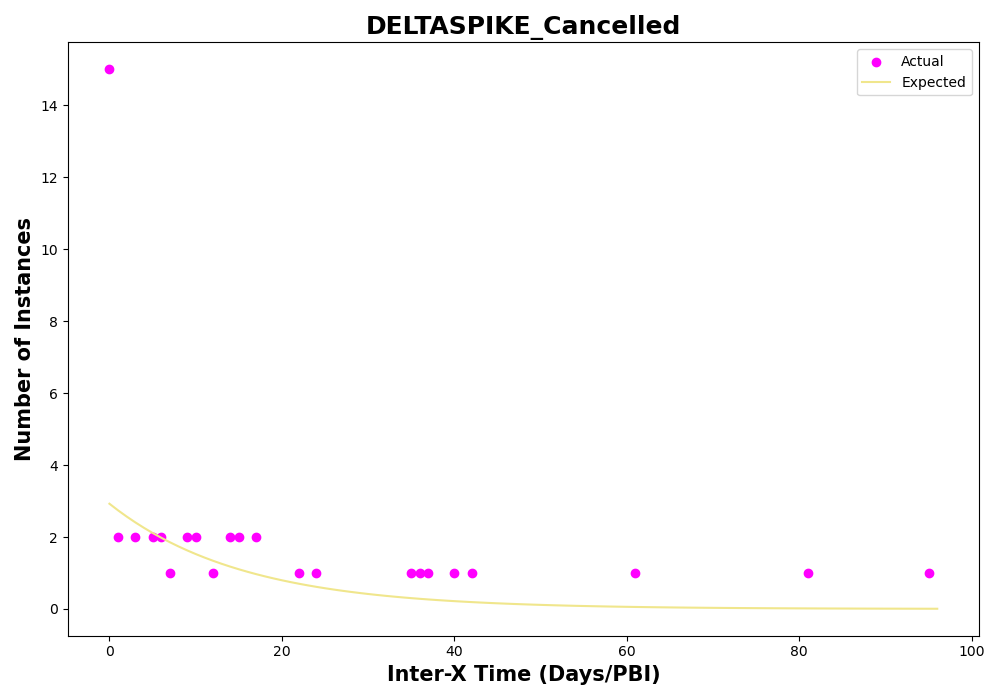 DELTASPIKE_Cancelled
Actual
Expected
14
12
10
8
6
4
2
0
Number of Instances
0 20 40 60 80 100
Inter-X Time (Days/PBI)